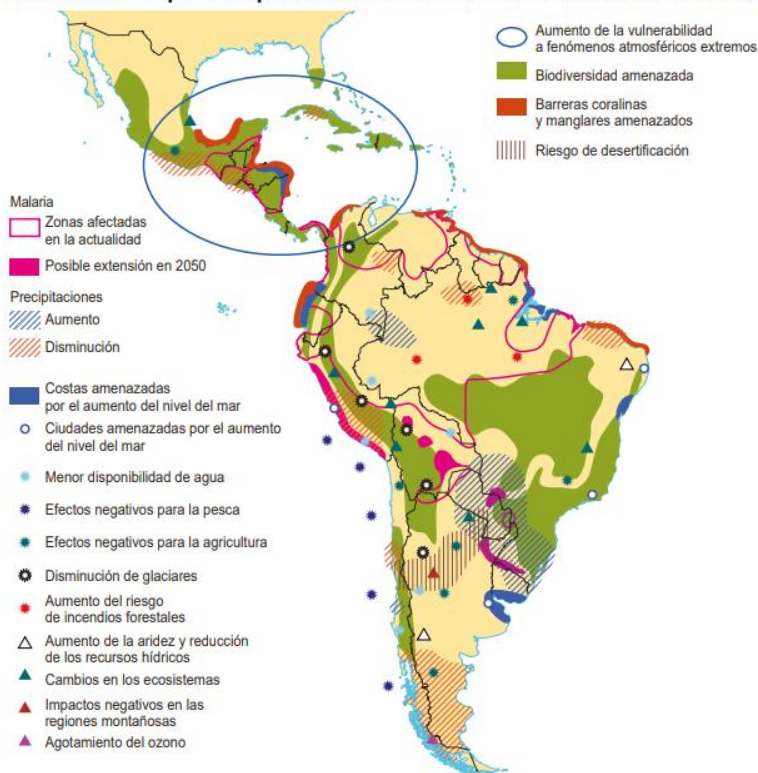 Aumento de la vulnerabilidad
a fenómenos atmosféricos extremos
Biodiversidad amenazada
Barreras coralinas
y manglares amenazados
Riesgo de desertificación
Malaria
Zonas afectadas
en la actualidad
Posible extensión en 2050
Precipitaciones
Aumento
Disminución
Costas amenazadas
por el aumento del nivel del mar
Ciudades amenazadas por el aumento
del nivel del mar
Menor disponibilidad de agua
Efectos negativos para la pesca
Efectos negativos para la agricultura
Disminución de glaciares
Aumento del riesgo
de incendios forestales
Aumento de la aridez y reducción
de los recursos hídricos
Cambios en los ecosistemas
Impactos negativos en las
regiones montañosas
Agotamiento del ozono